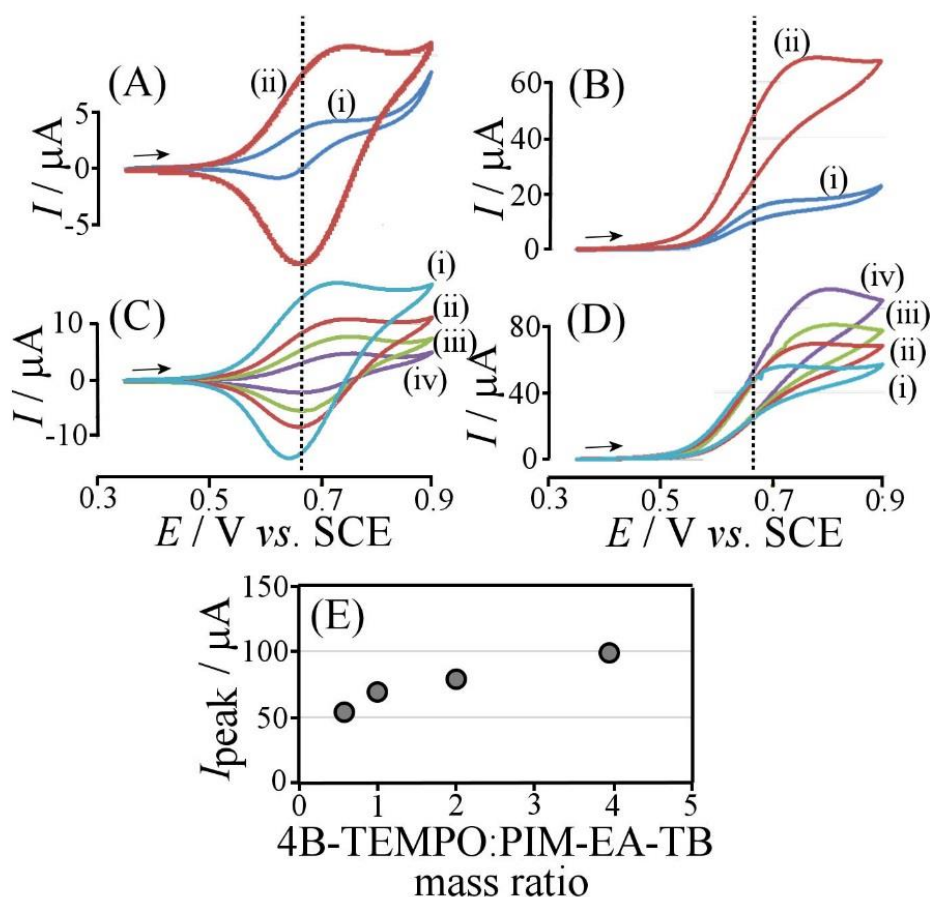 (A)
(ii)
(i)
5
0
-5
I / µA
(B)
(ii)
(i)
60
40
20
0
I / µA
(C)
(i)
(ii)
(iii)
(iv)
10
0
-10
I / µA
0.3 0.5 0.7 0.9
E / V vs. SCE
(D)
(iv)
(iii)
(ii)
(i)
80
40
0
I / µA
0.3 0.5 0.7 0.9
E / V vs. SCE
(E)
150
100
50
0
Ipeak / µA
0 1 2 3 4 5
4B-TEMPO:PIM-EA-TB
mass ratio